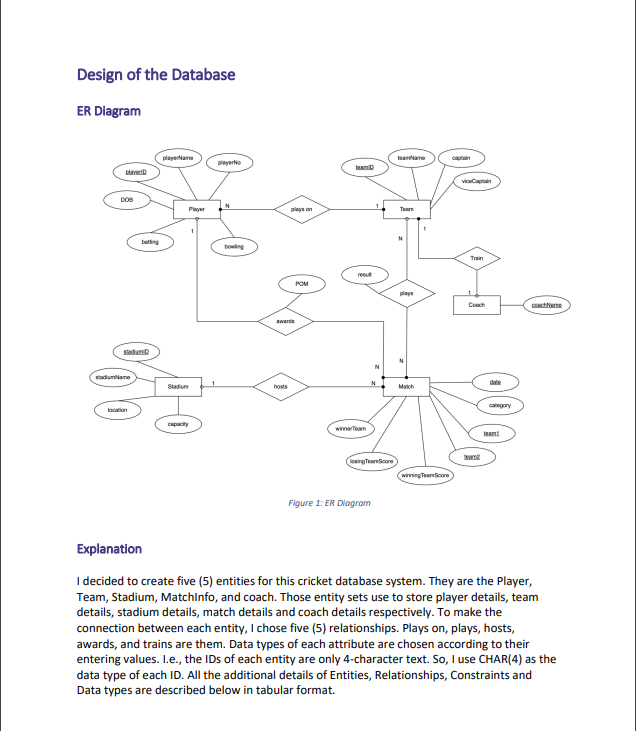 Design of the Database
ER Diagram
playerName
playerNo
playerID
DOB
batting
bowling
Player
1
N
plays on
1
teamID
teamName
captain
viceCaptain
Team
N
1
Train
1
Coach
coachName
result
plays
N
POM
awards
N
stadiumID
stadiumName
location
capacity
Stadium
1
hosts
N
Match
date
category
team1
team2
winnerTeam
losingTeamScore
winningTeamScore
Figure 1: ER Diagram
Explanation
I decided to create five (5) entities for this cricket database system. They are the Player,
Team, Stadium, MatchInfo, and coach. Those entity sets use to store player details, team
details, stadium details, match details and coach details respectively. To make the
connection between each entity, I chose five (5) relationships. Plays on, plays, hosts,
awards, and trains are them. Data types of each attribute are chosen according to their
entering values. I.e., the IDs of each entity are only 4-character text. So, I use CHAR(4) as the
data type of each ID. All the additional details of Entities, Relationships, Constraints and
Data types are described below in tabular format.